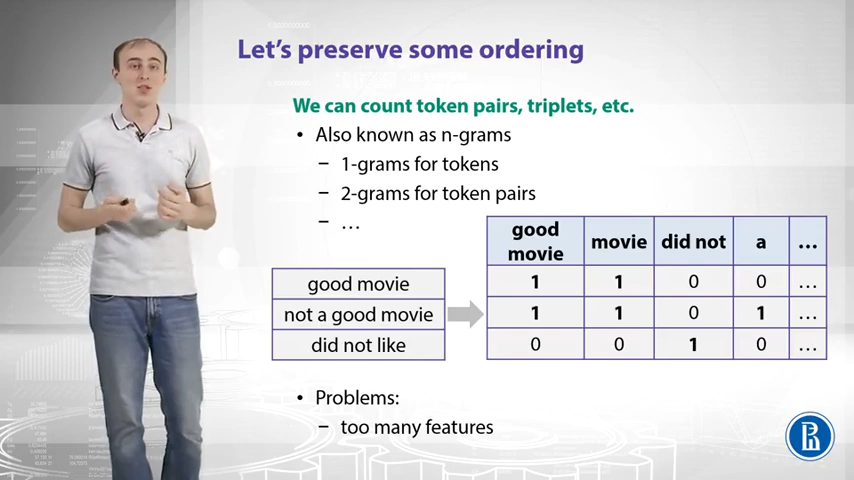 Let's preserve some ordering
We can count token pairs, triplets, etc.
• Also known as n-grams
– 1-grams for tokens
– 2-grams for token pairs
– …
good movie
not a good movie
did not like
good movie | movie | did not | a | …
1 | 1 | 0 | 0 | …
1 | 1 | 0 | 1 | …
0 | 0 | 1 | 0 | …
• Problems:
– too many features